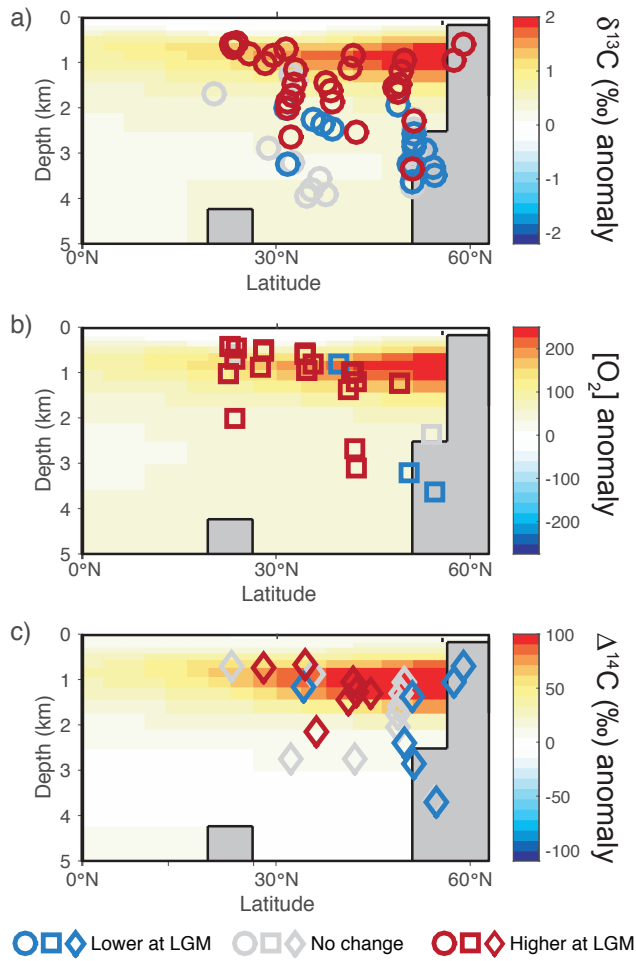 a)
0
1
2
3
4
5
Depth (km)
0°N
30°N
60°N
Latitude
2
1
0
-1
-2
δ¹³C (‰) anomaly
b)
0
1
2
3
4
5
Depth (km)
0°N
30°N
60°N
Latitude
200
100
0
-100
-200
[O₂] anomaly
c)
0
1
2
3
4
5
Depth (km)
0°N
30°N
60°N
Latitude
100
50
0
-50
-100
Δ¹⁴C (‰) anomaly
Lower at LGM No change Higher at LGM